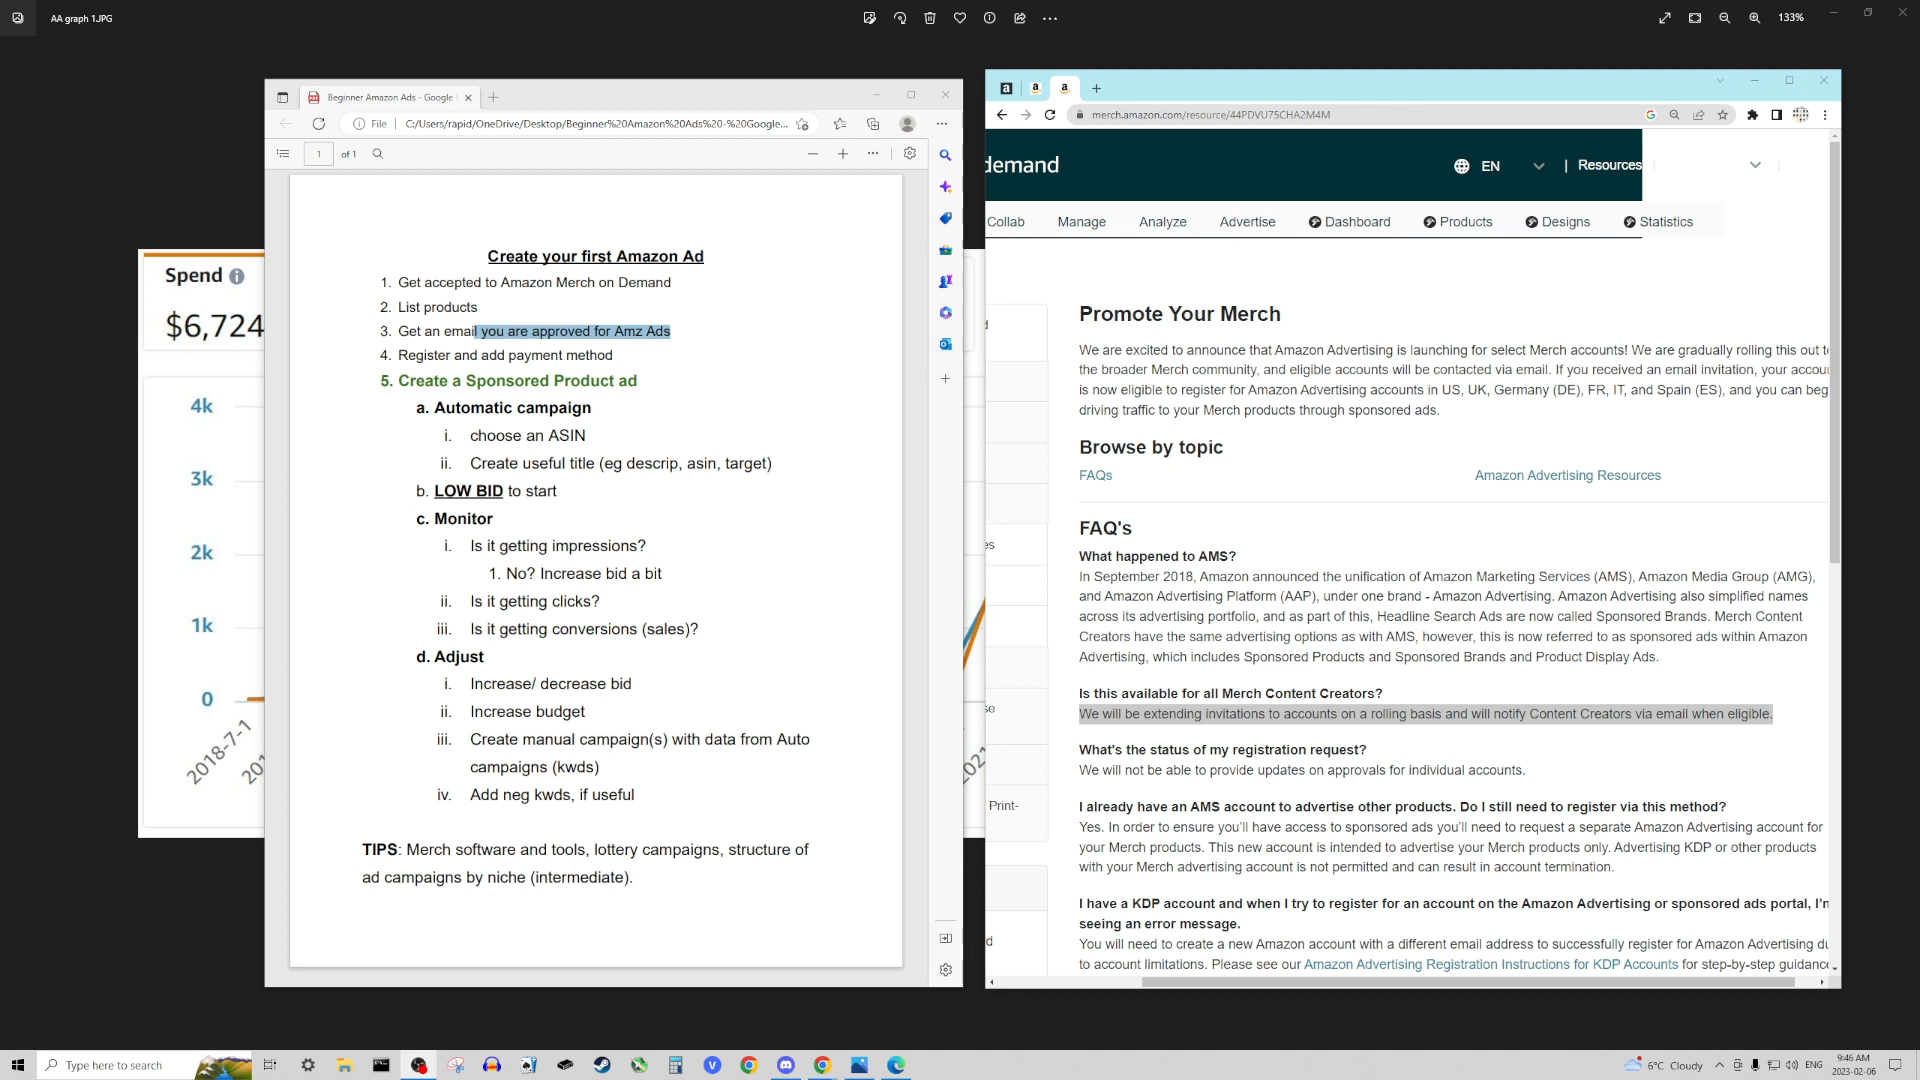 AA graph 1.JPG
133%
Beginner Amazon Ads - Google
File
C:/Users/rapid/OneDrive/Desktop/Beginner%20Amazon%20Ads%20-%20Google...
1 of 1
Spend
$6,724
4k
3k
2k
1k
0
2018-7-1
Create your first Amazon Ad
1. Get accepted to Amazon Merch on Demand
2. List products
3. Get an email you are approved for Amz Ads
4. Register and add payment method
5. Create a Sponsored Product ad
a. Automatic campaign
i. choose an ASIN
ii. Create useful title (eg descrip, asin, target)
b. LOW BID to start
c. Monitor
i. Is it getting impressions?
1. No? Increase bid a bit
ii. Is it getting clicks?
iii. Is it getting conversions (sales)?
d. Adjust
i. Increase/ decrease bid
ii. Increase budget
iii. Create manual campaign(s) with data from Auto
campaigns (kwds)
iv. Add neg kwds, if useful
TIPS: Merch software and tools, lottery campaigns, structure of
ad campaigns by niche (intermediate).
merch.amazon.com/resource/44PDVU75CHA2M4M
demand
EN
| Resources
Collab Manage Analyze Advertise Dashboard Products Designs Statistics
Print-
Promote Your Merch
We are excited to announce that Amazon Advertising is launching for select Merch accounts! We are gradually rolling this out t
the broader Merch community, and eligible accounts will be contacted via email. If you received an email invitation, your accou
is now eligible to register for Amazon Advertising accounts in US, UK, Germany (DE), FR, IT, and Spain (ES), and you can beg
driving traffic to your Merch products through sponsored ads.
Browse by topic
FAQs
Amazon Advertising Resources
FAQ's
What happened to AMS?
In September 2018, Amazon announced the unification of Amazon Marketing Services (AMS), Amazon Media Group (AMG),
and Amazon Advertising Platform (AAP), under one brand - Amazon Advertising. Amazon Advertising also simplified names
across its advertising portfolio, and as part of this, Headline Search Ads are now called Sponsored Brands. Merch Content
Creators have the same advertising options as with AMS, however, this is now referred to as sponsored ads within Amazon
Advertising, which includes Sponsored Products and Sponsored Brands and Product Display Ads.
Is this available for all Merch Content Creators?
We will be extending invitations to accounts on a rolling basis and will notify Content Creators via email when eligible.
What's the status of my registration request?
We will not be able to provide updates on approvals for individual accounts.
I already have an AMS account to advertise other products. Do I still need to register via this method?
Yes. In order to ensure you'll have access to sponsored ads you'll need to request a separate Amazon Advertising account for
your Merch products. This new account is intended to advertise your Merch products only. Advertising KDP or other products
with your Merch advertising account is not permitted and can result in account termination.
I have a KDP account and when I try to register for an account on the Amazon Advertising or sponsored ads portal, I'm
seeing an error message.
You will need to create a new Amazon account with a different email address to successfully register for Amazon Advertising du
to account limitations. Please see our Amazon Advertising Registration Instructions for KDP Accounts for step-by-step guidance
Type here to search
6°C Cloudy
ENG
9:46 AM
2023-02-06